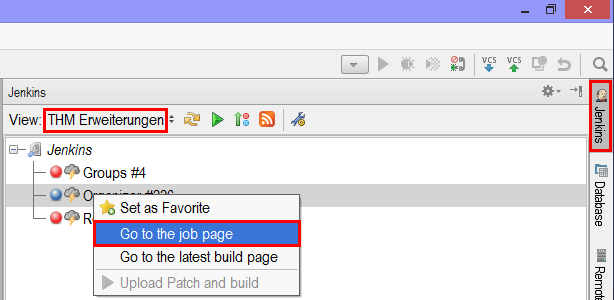 VCS VCS
Jenkins
View: THM Erweiterungen
Jenkins
Groups #4
Organizer #226
Set as Favorite
Go to the job page
Go to the latest build page
Upload Patch and build
Jenkins
Database
Remot